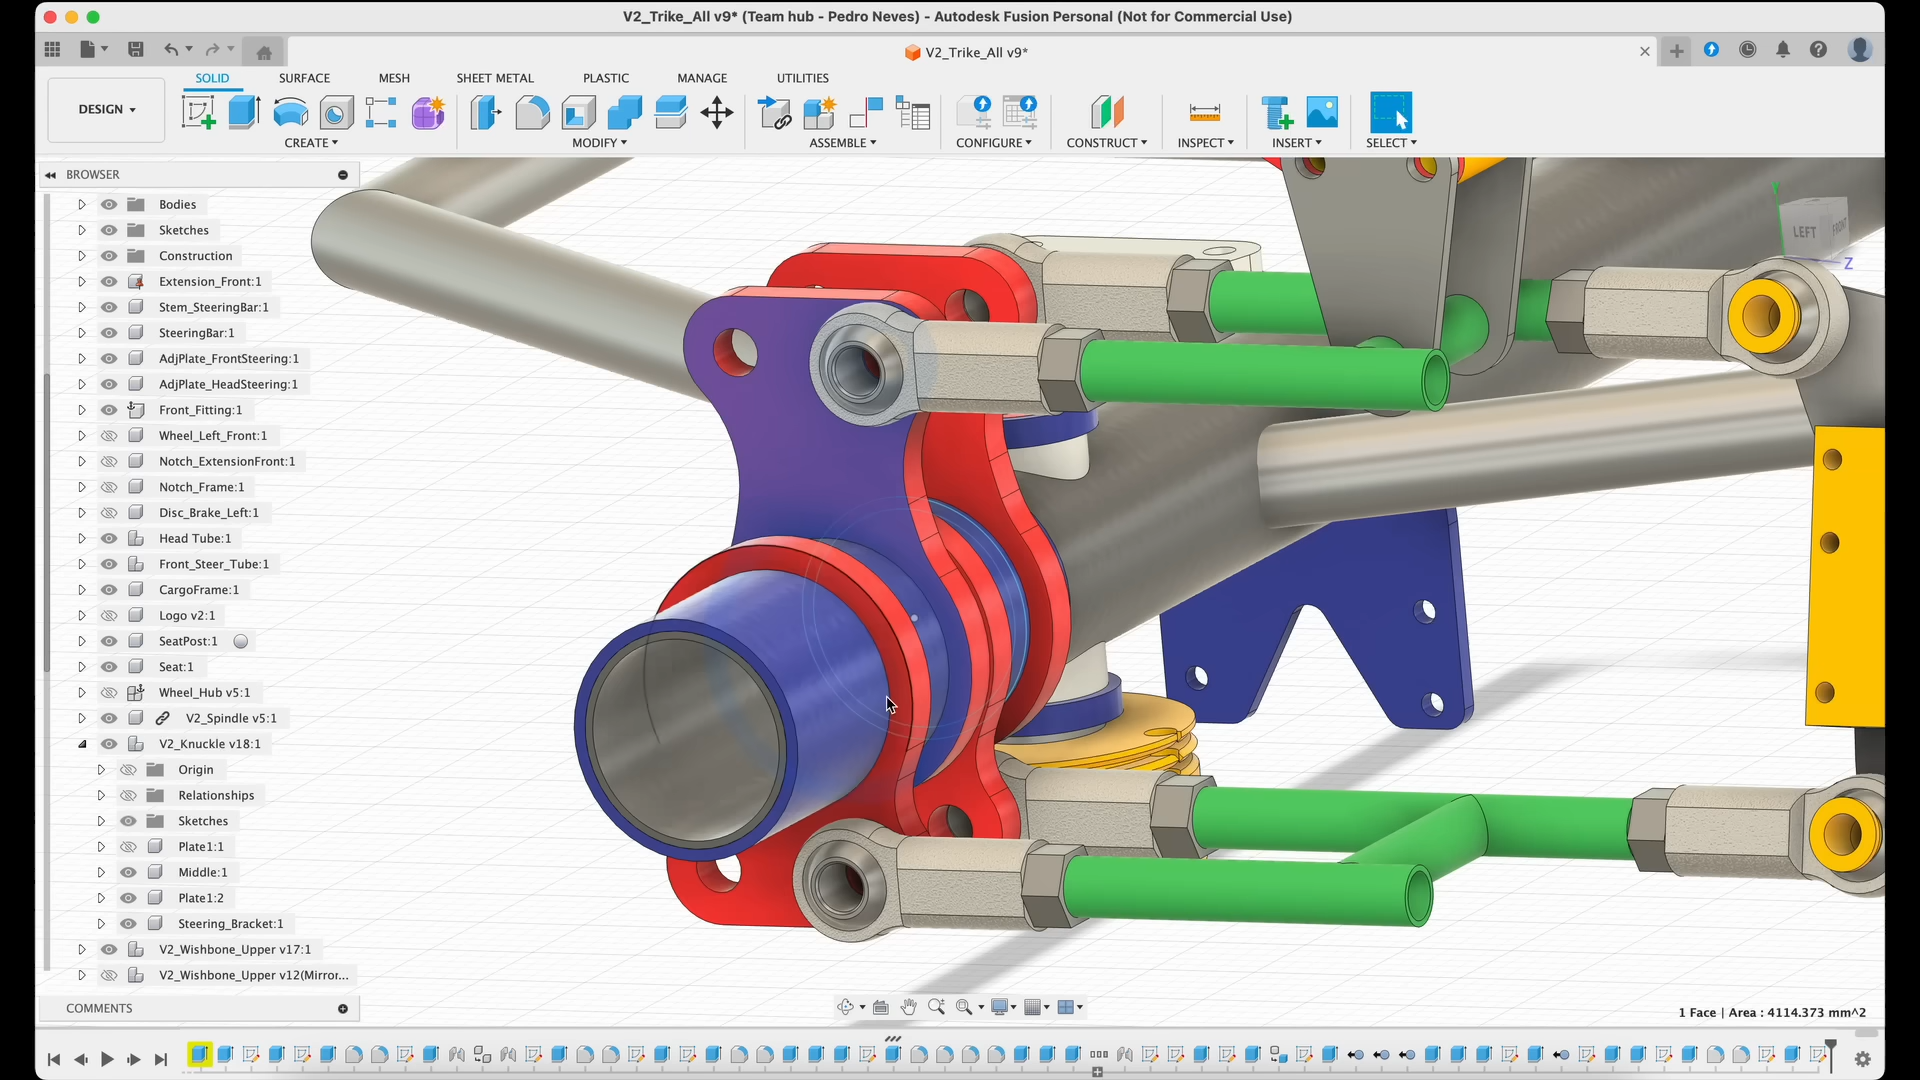 V2_Trike_All v9* (Team hub - Pedro Neves) - Autodesk Fusion Personal (Not for Commercial Use)
V2_Trike_All v9*
SOLID SURFACE MESH SHEET METAL PLASTIC MANAGE UTILITIES
DESIGN
CREATE MODIFY ASSEMBLE CONFIGURE CONSTRUCT INSPECT INSERT SELECT
BROWSER
Bodies
Sketches
Construction
Extension_Front:1
Stem_SteeringBar:1
SteeringBar:1
AdjPlate_FrontSteering:1
AdjPlate_HeadSteering:1
Front_Fitting:1
Wheel_Left_Front:1
Notch_ExtensionFront:1
Notch_Frame:1
Disc_Brake_Left:1
Head Tube:1
Front_Steer_Tube:1
CargoFrame:1
Logo v2:1
SeatPost:1
Seat:1
Wheel_Hub v5:1
V2_Spindle v5:1
V2_Knuckle v18:1
Origin
Relationships
Sketches
Plate1:1
Middle:1
Plate1:2
Steering_Bracket:1
V2_Wishbone_Upper v17:1
V2_Wishbone_Upper v12(Mirror...
COMMENTS
Y
LEFT FRONT
Z
1 Face | Area : 4114.373 mm^2